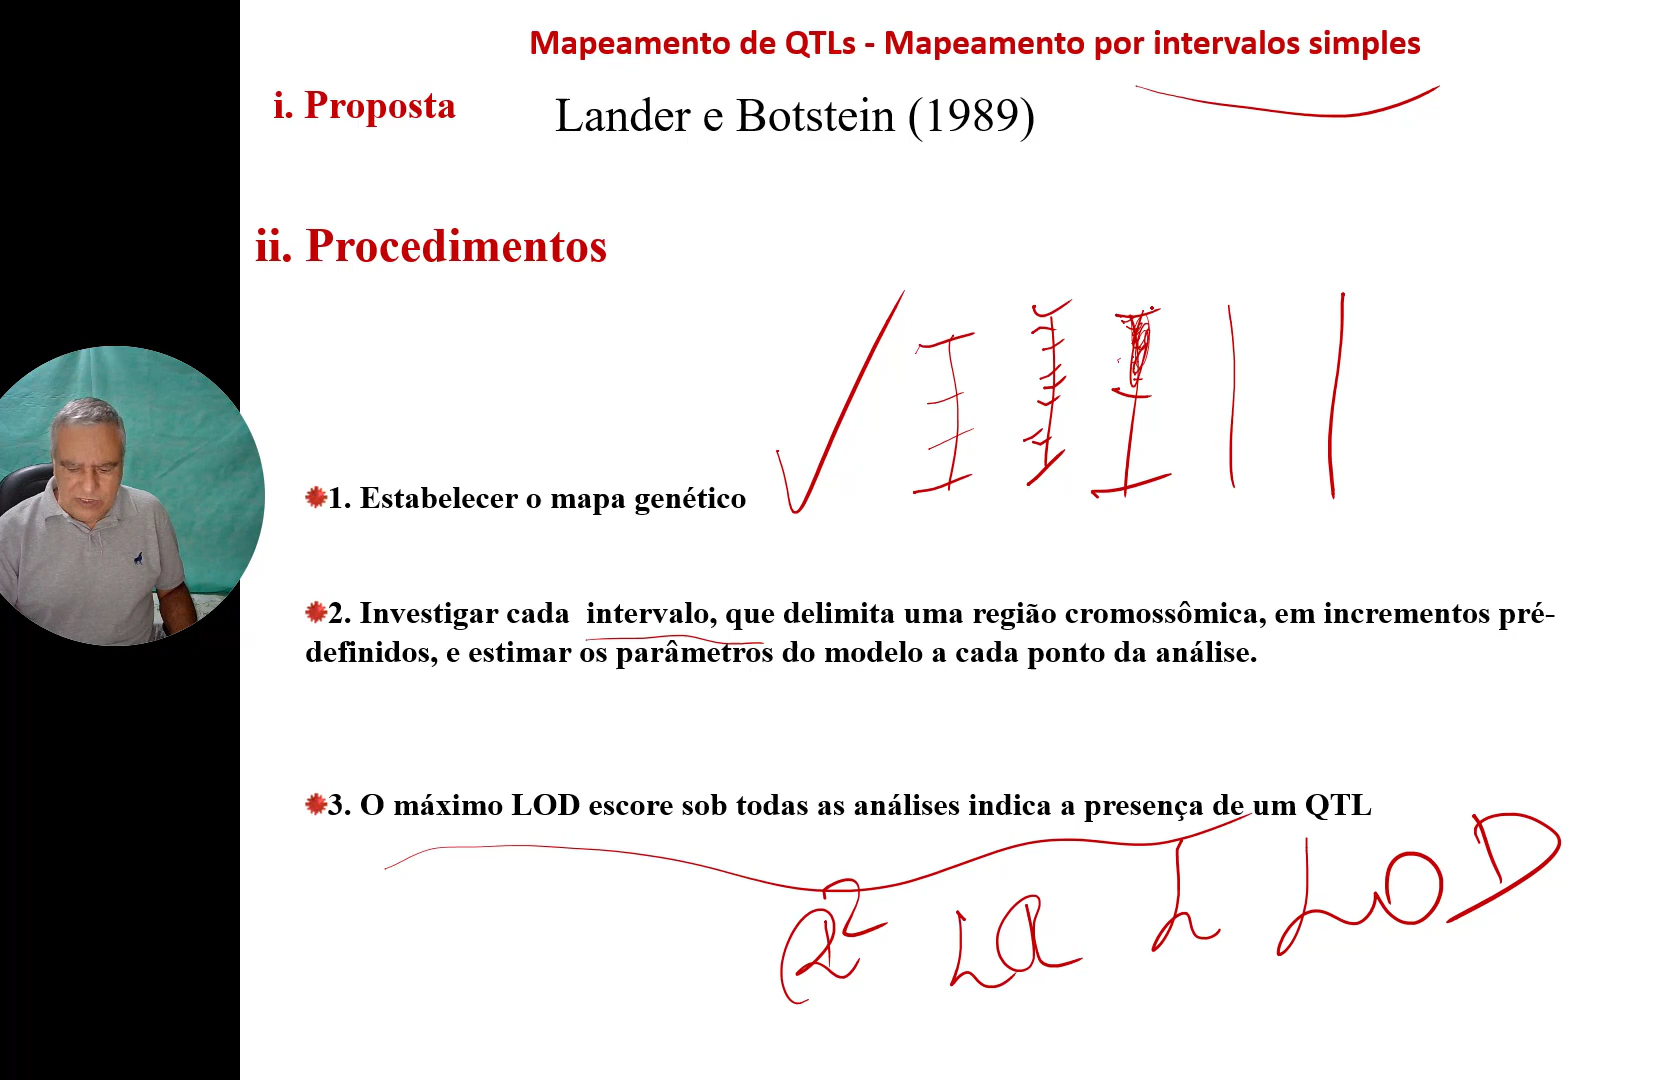 Mapeamento de QTLs - Mapeamento por intervalos simples
i. Proposta
Lander e Botstein (1989)
ii. Procedimentos
1. Estabelecer o mapa genético
2. Investigar cada intervalo, que delimita uma região cromossômica, em incrementos pré-
definidos, e estimar os parâmetros do modelo a cada ponto da análise.
3. O máximo LOD escore sob todas as análises indica a presença de um QTL
LOD